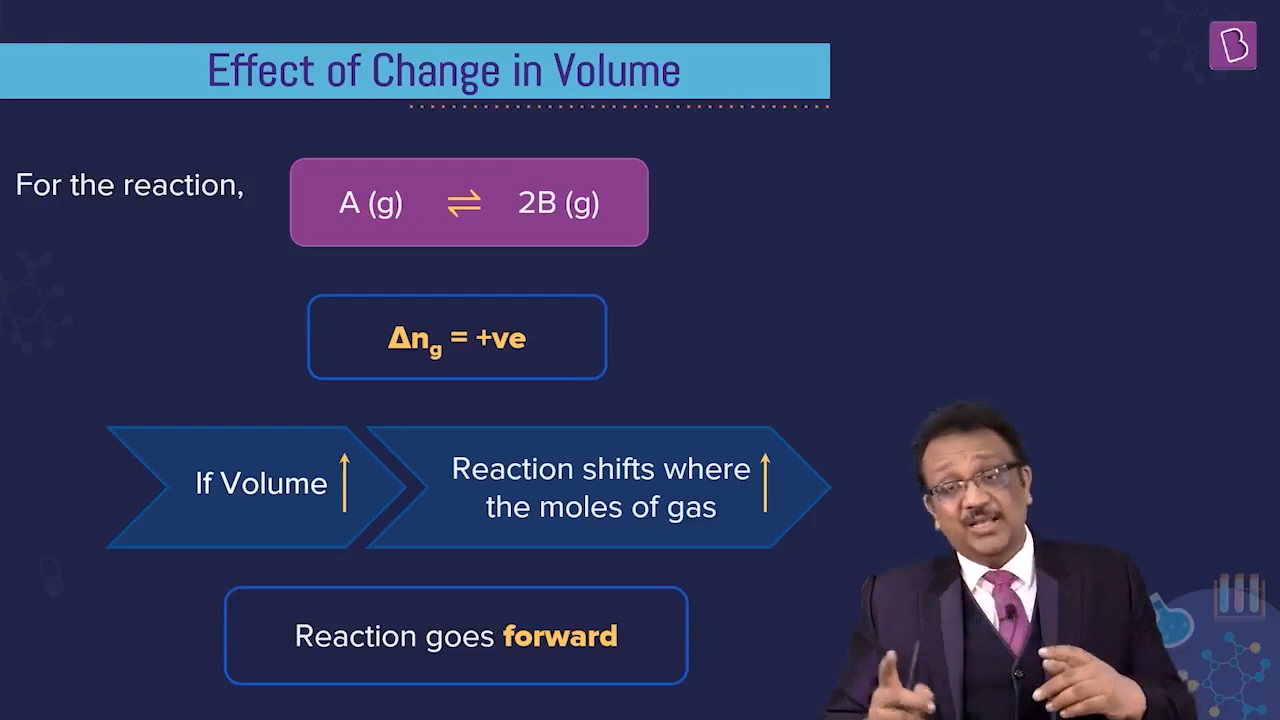 Effect of Change in Volume
For the reaction,
A (g) ⇌ 2B (g)
Δn_g = +ve
If Volume ↑
Reaction shifts where
the moles of gas ↑
Reaction goes forward